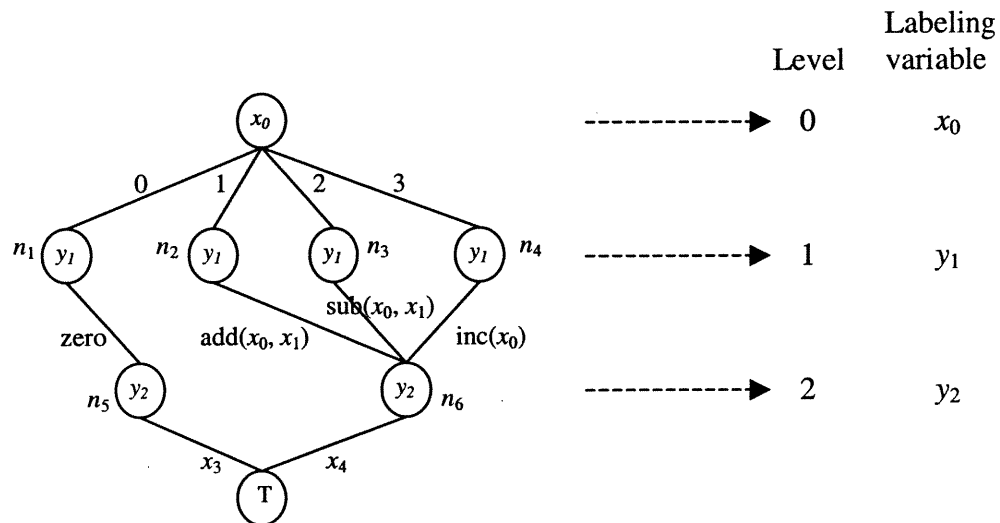 Labeling
Level variable
x₀ 0 x₀
0 1 2 3
n₁ y₁ n₂ y₁ y₁ n₃ y₁ n₄ 1 y₁
sub(x₀, x₁)
zero add(x₀, x₁) inc(x₀)
n₅ y₂ y₂ n₆ 2 y₂
x₃ x₄
T